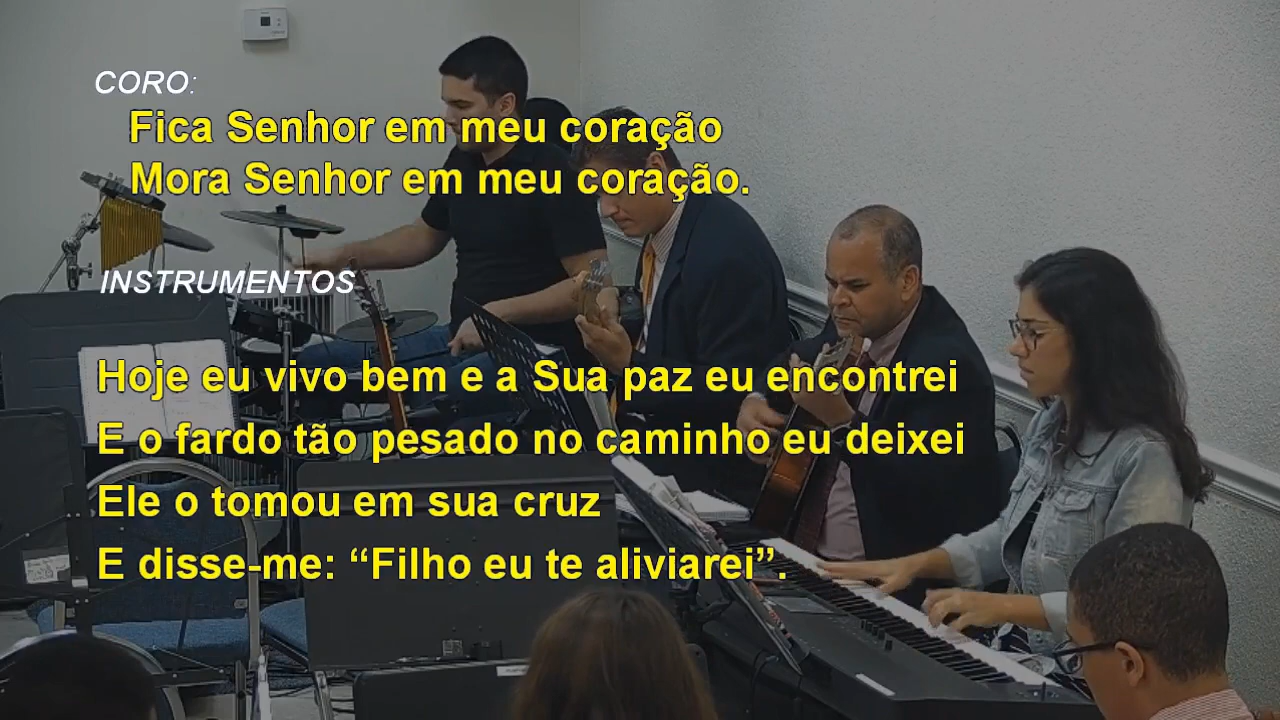 CORO:
Fica Senhor em meu coração
Mora Senhor em meu coração.
INSTRUMENTOS
Hoje eu vivo bem e a Sua paz eu encontrei
E o fardo tão pesado no caminho eu deixei
Ele o tomou em sua cruz
E disse-me: “Filho eu te aliviarei”.